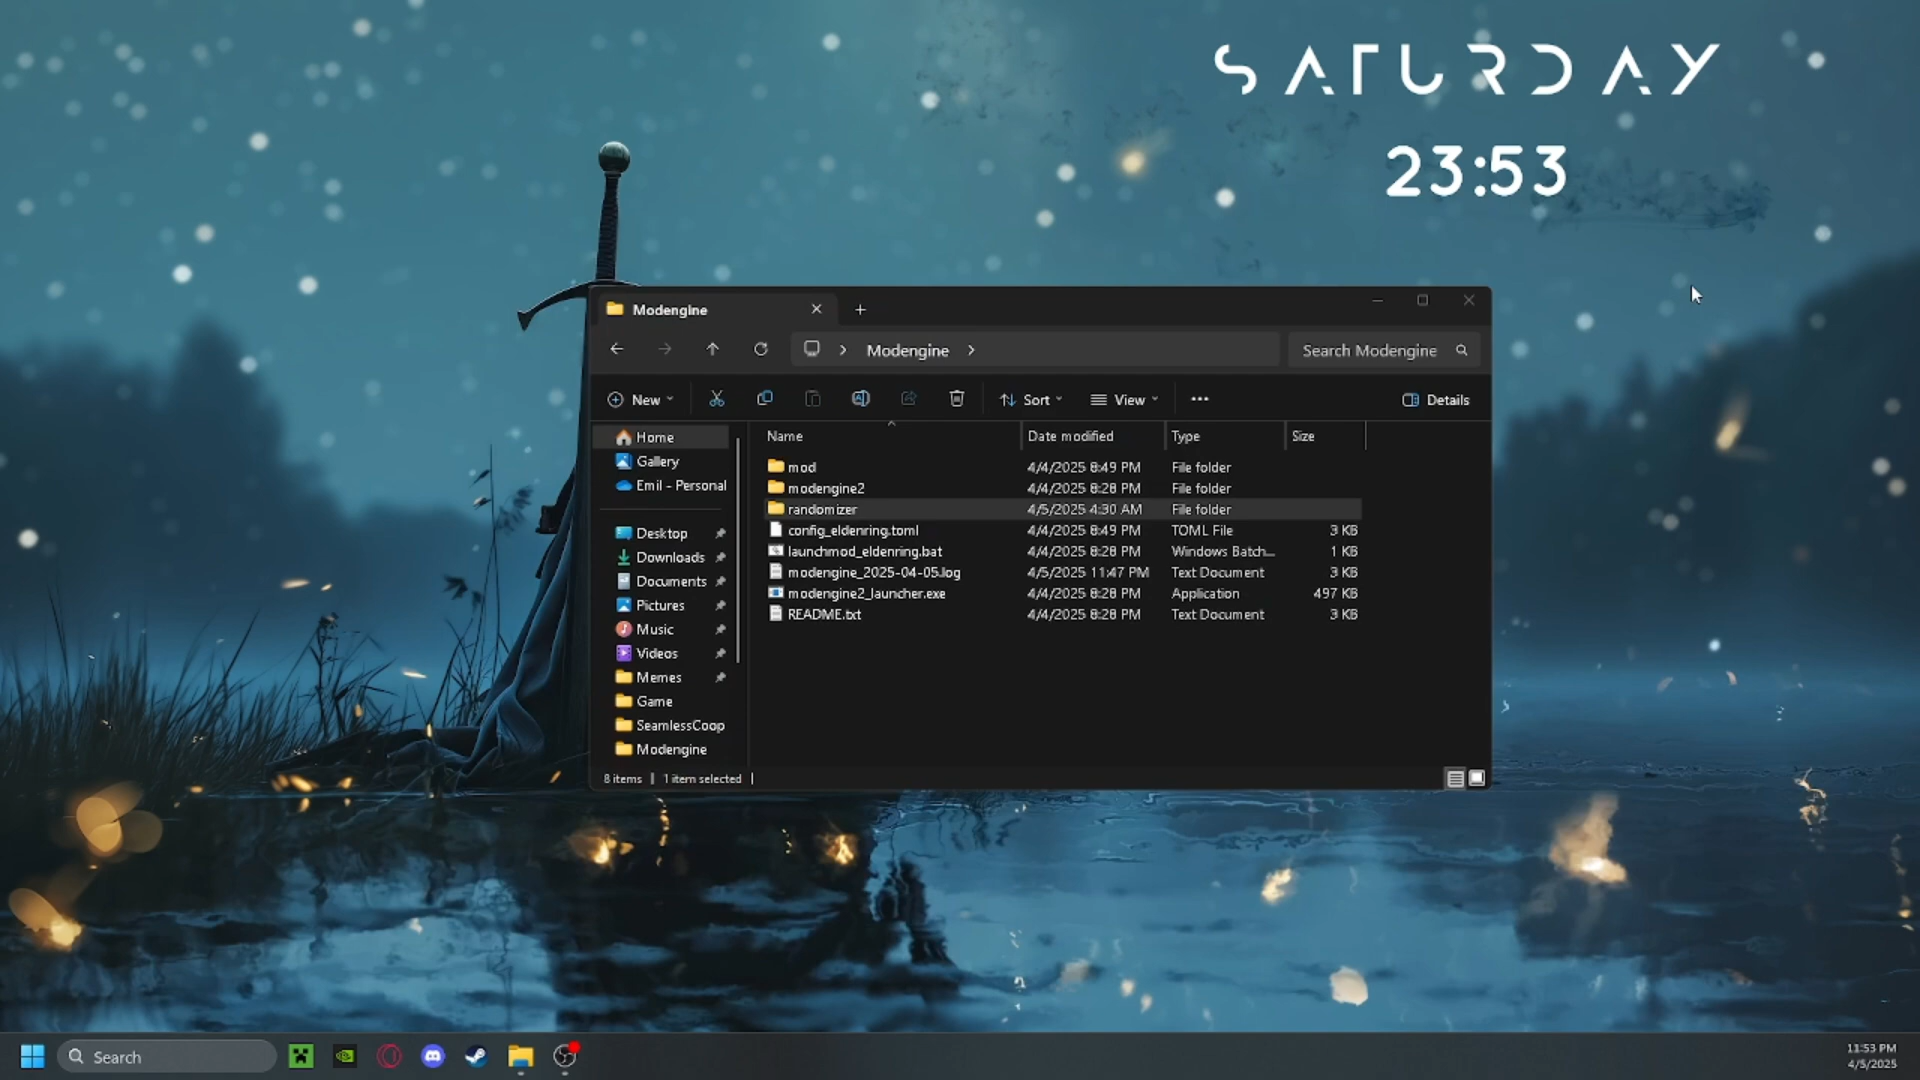 SATURDAY
23:53
Modengine
Modengine
Search Modengine
New
Sort
View
Details
Home
Gallery
Emil - Personal
Desktop
Downloads
Documents
Pictures
Music
Videos
Memes
Game
SeamlessCoop
Modengine
Name Date modified Type Size
mod 4/4/2025 8:49 PM File folder
modengine2 4/4/2025 8:28 PM File folder
randomizer 4/5/2025 4:30 AM File folder
config_eldenring.toml 4/4/2025 8:49 PM TOML File 3 KB
launchmod_eldenring.bat 4/4/2025 8:28 PM Windows Batch... 1 KB
modengine_2025-04-05.log 4/5/2025 11:47 PM Text Document 3 KB
modengine2_launcher.exe 4/4/2025 8:28 PM Application 497 KB
README.txt 4/4/2025 8:28 PM Text Document 3 KB
8 items 1 item selected
Search
11:53 PM
4/5/2025